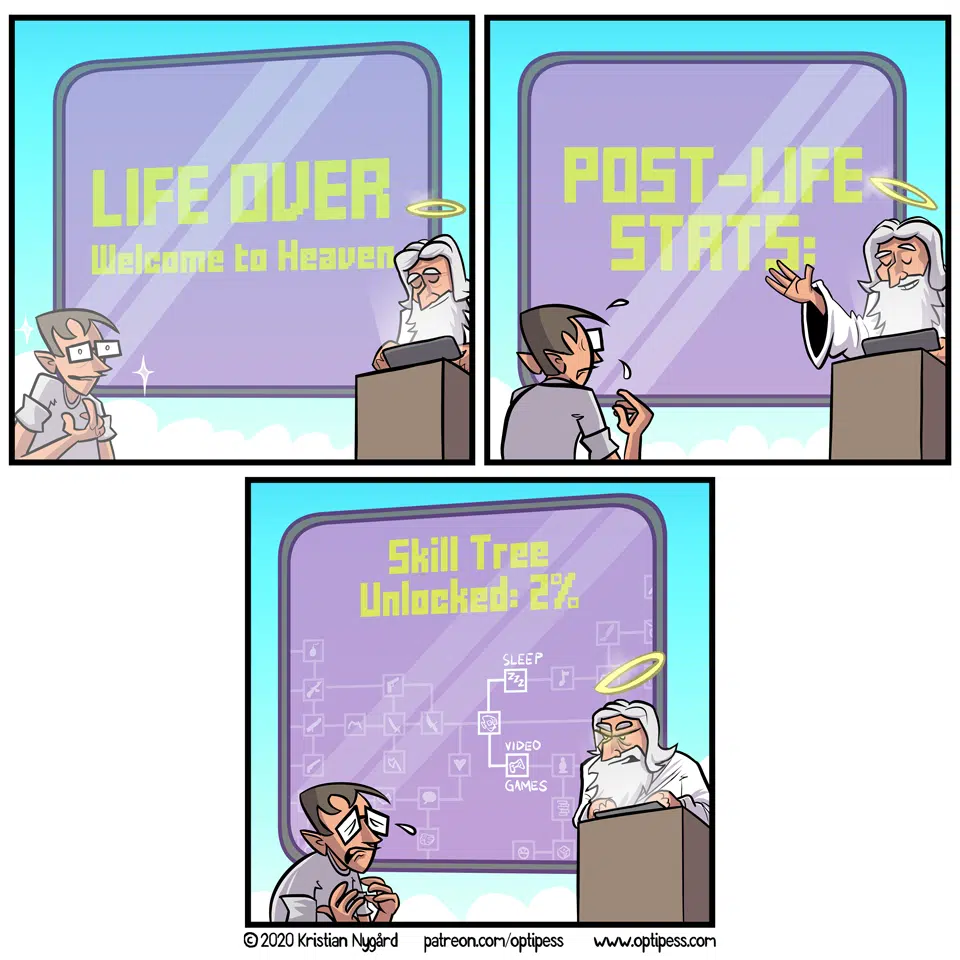 LIFE OVER
Welcome to Heaven
POST-LIFE
STATS:
Skill Tree
Unlocked: 2%
SLEEP
ZZZ
VIDEO
GAMES
© 2020 Kristian Nygård patreon.com/optipess www.optipess.com